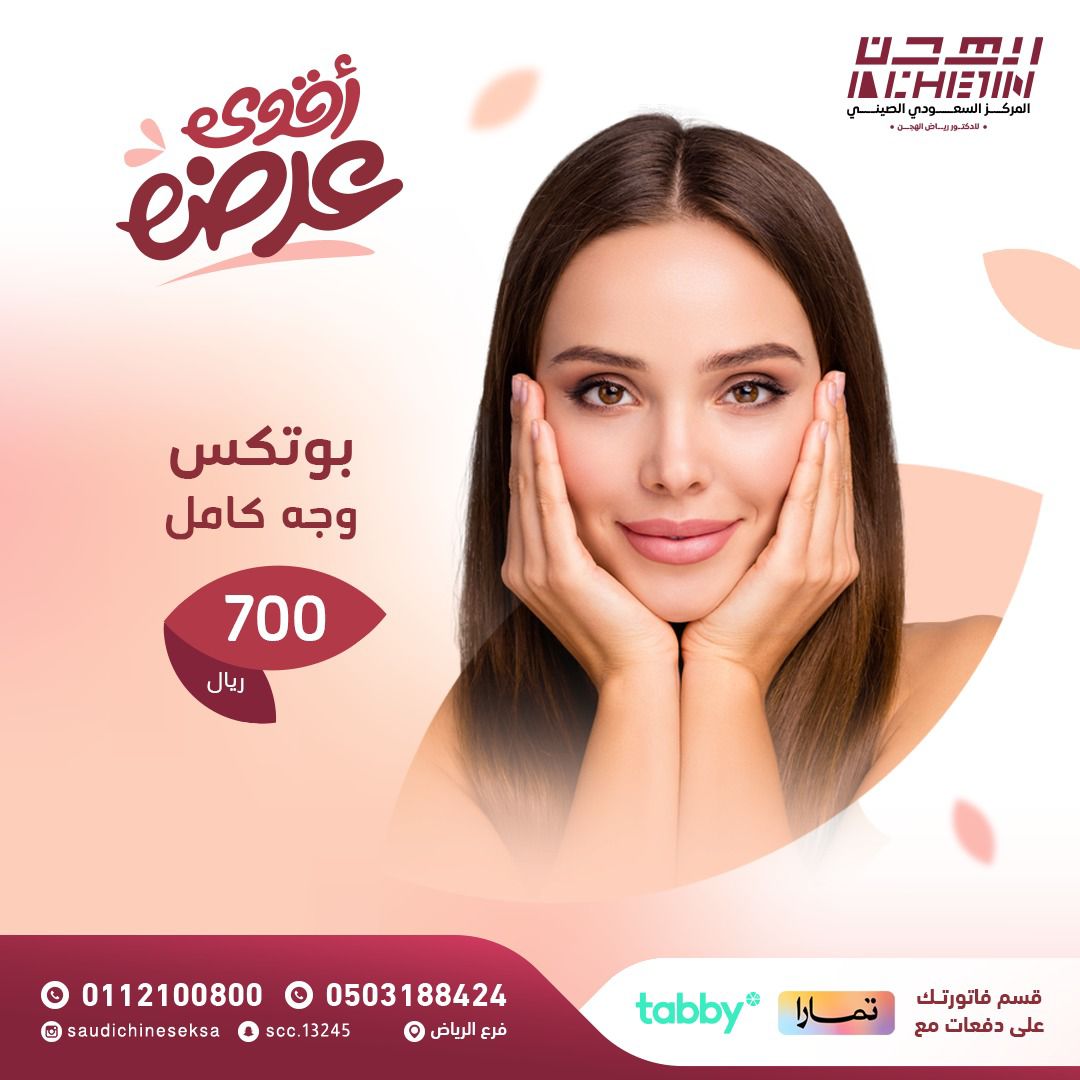 الهجن
ALHEJIN
المركز السعودي الصيني
• للدكتور رياض الهجن •
أقوى
عرض
بوتكس
وجه كامل
700
ريال
0112100800 0503188424
saudichineseksa scc.13245 فرع الرياض
قسم فاتورتك
على دفعات مع
تمارا tabby